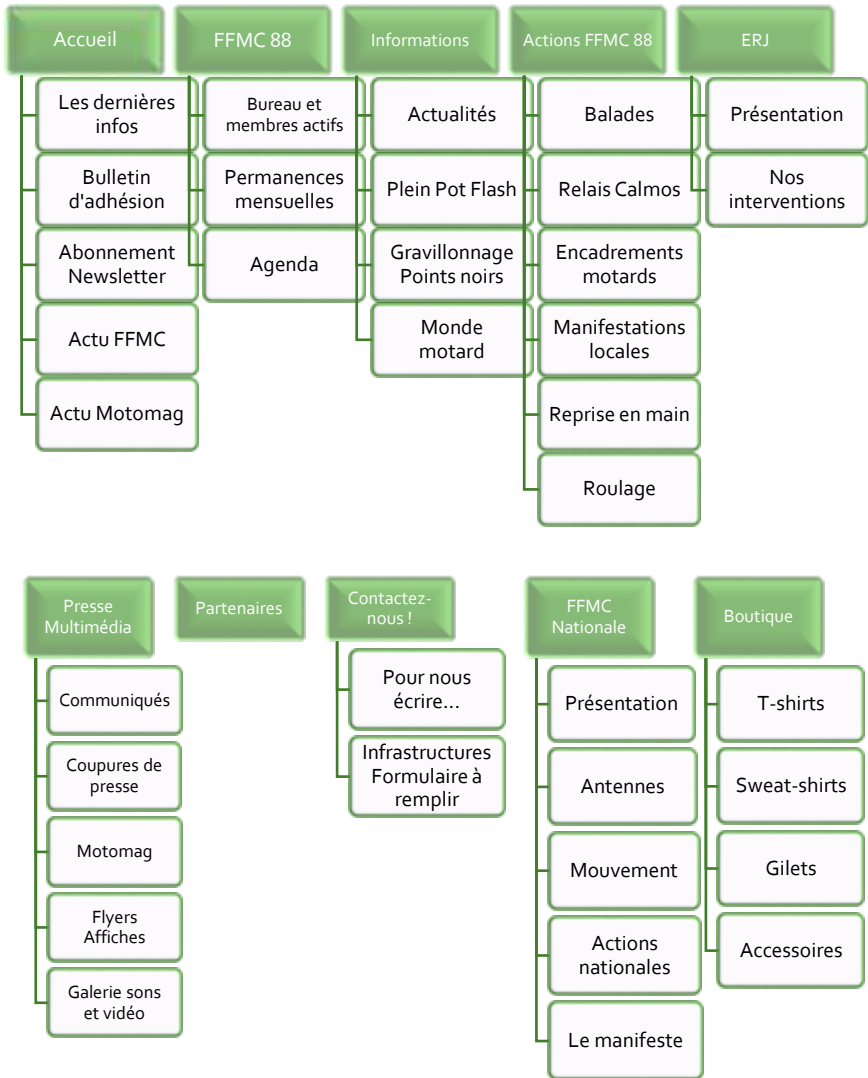 Accueil
Les dernières
infos
Bulletin
d'adhésion
Abonnement
Newsletter
Actu FFMC
Actu Motomag
FFMC 88
Bureau et
membres actifs
Permanences
mensuelles
Agenda
Informations
Actualités
Plein Pot Flash
Gravillonnage
Points noirs
Monde
motard
Actions FFMC 88
Balades
Relais Calmos
Encadrements
motards
Manifestations
locales
Reprise en main
Roulage
ERJ
Présentation
Nos
interventions
Presse
Multimédia
Communiqués
Coupures de
presse
Motomag
Flyers
Affiches
Galerie sons
et vidéo
Partenaires
Contactez-
nous !
Pour nous
écrire...
Infrastructures
Formulaire à
remplir
FFMC
Nationale
Présentation
Antennes
Mouvement
Actions
nationales
Le manifeste
Boutique
T-shirts
Sweat-shirts
Gilets
Accessoires